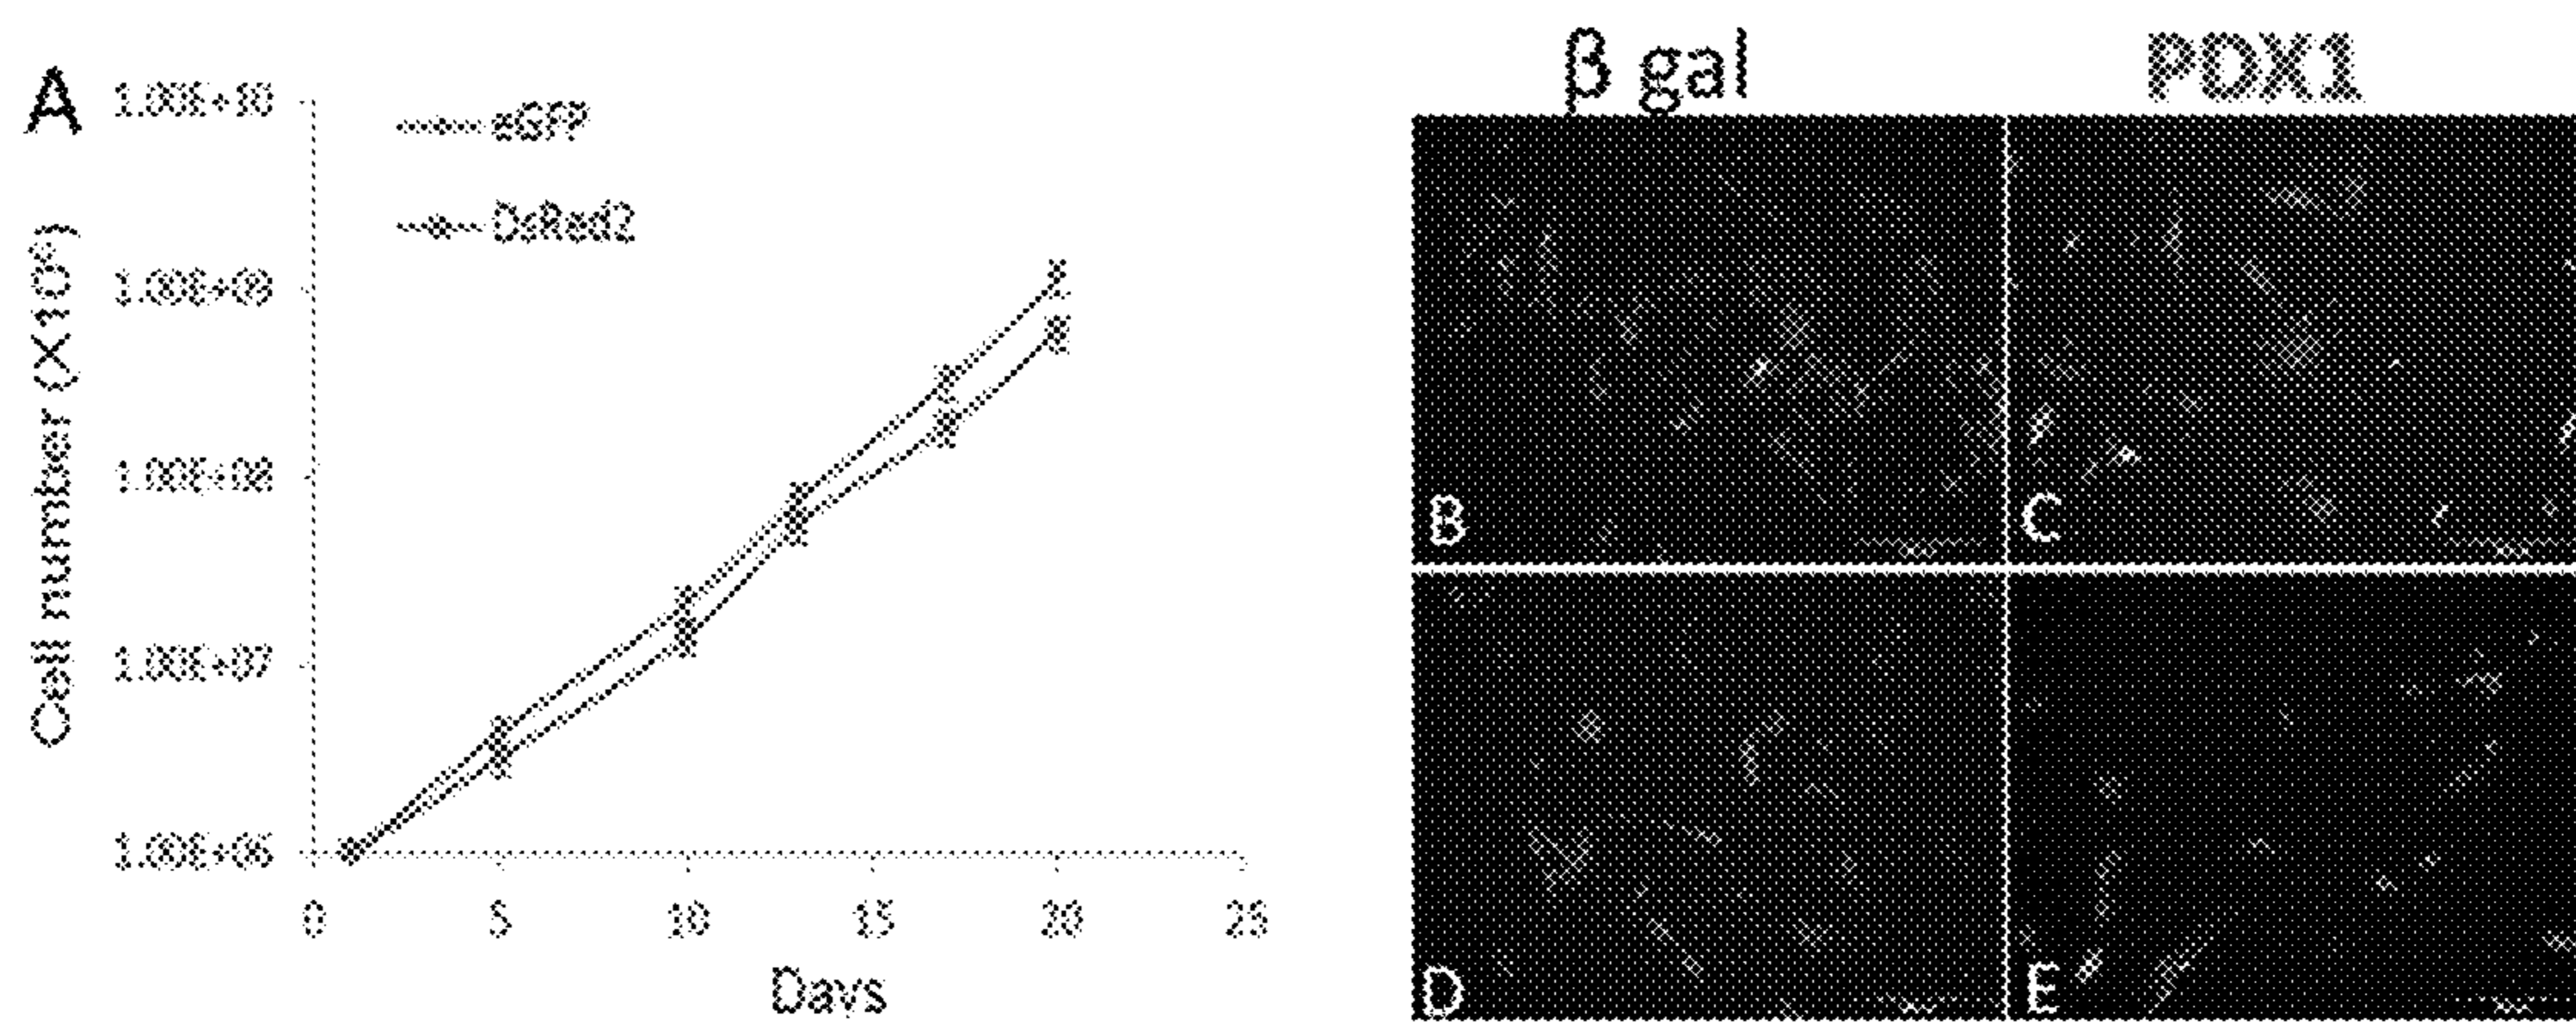 A
1.00E+10
1.00E+09
1.00E+08
1.00E+07
1.00E+06
Cell number (X10⁶)
eGFP
DsRed2
0 5 10 15 20 25
Days
β gal
PDX1
B
C
D
E